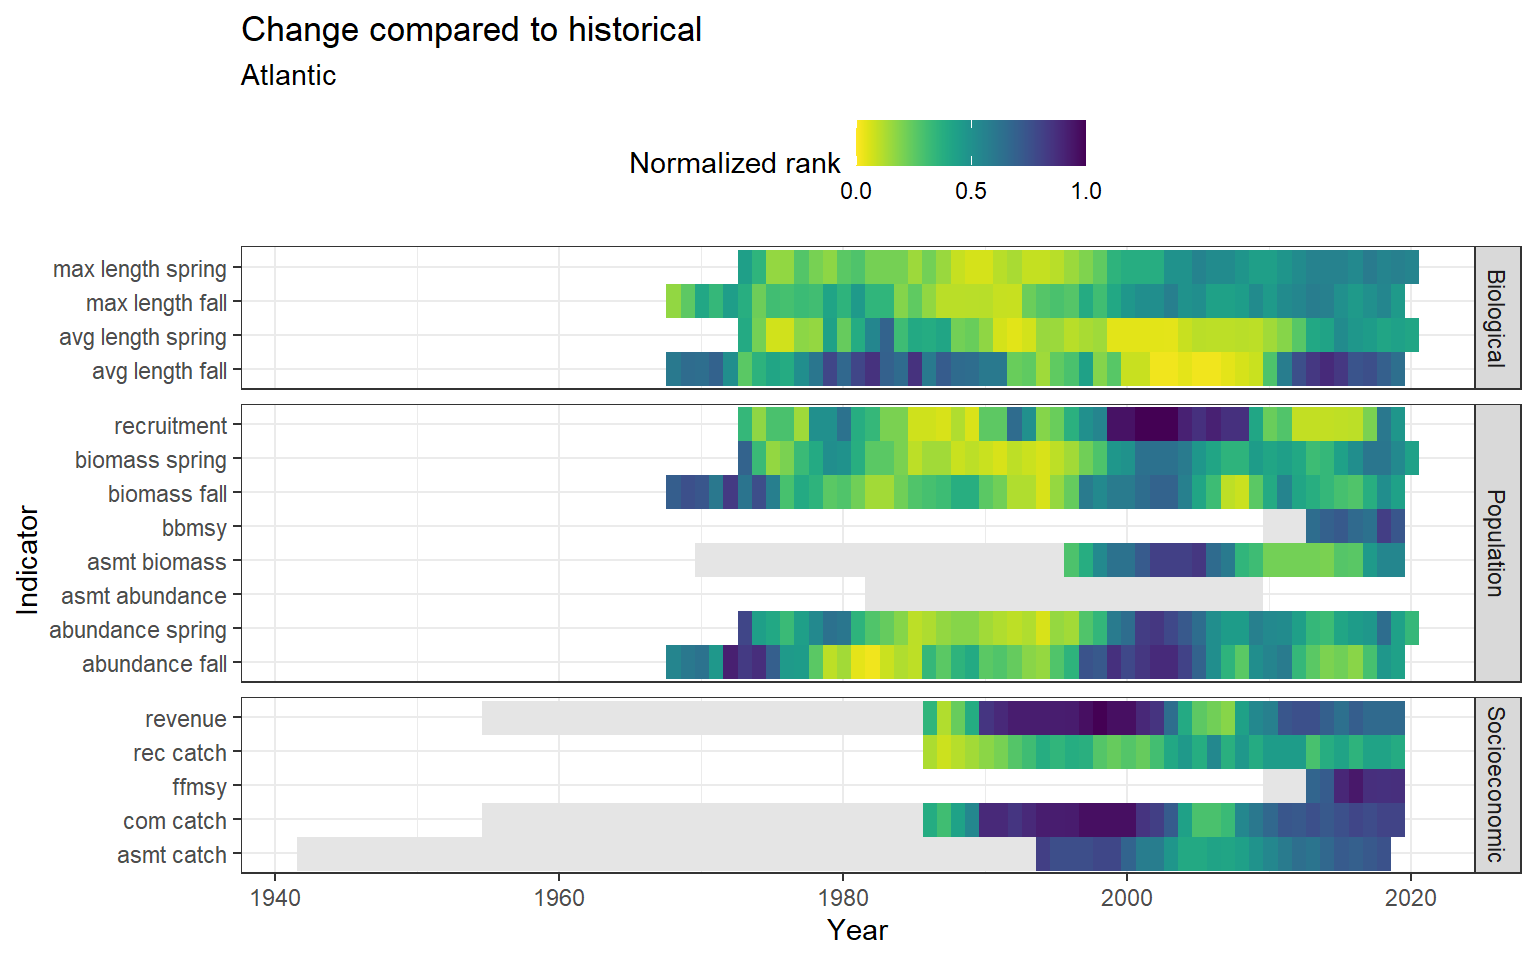 Change compared to historical
Atlantic
Normalized rank
0.0 0.5 1.0
max length spring
max length fall
avg length spring
avg length fall
Biological
recruitment
biomass spring
biomass fall
bbmsy
asmt biomass
asmt abundance
abundance spring
abundance fall
Population
revenue
rec catch
ffmsy
com catch
asmt catch
Socioeconomic
Indicator
1940 1960 1980 2000 2020
Year